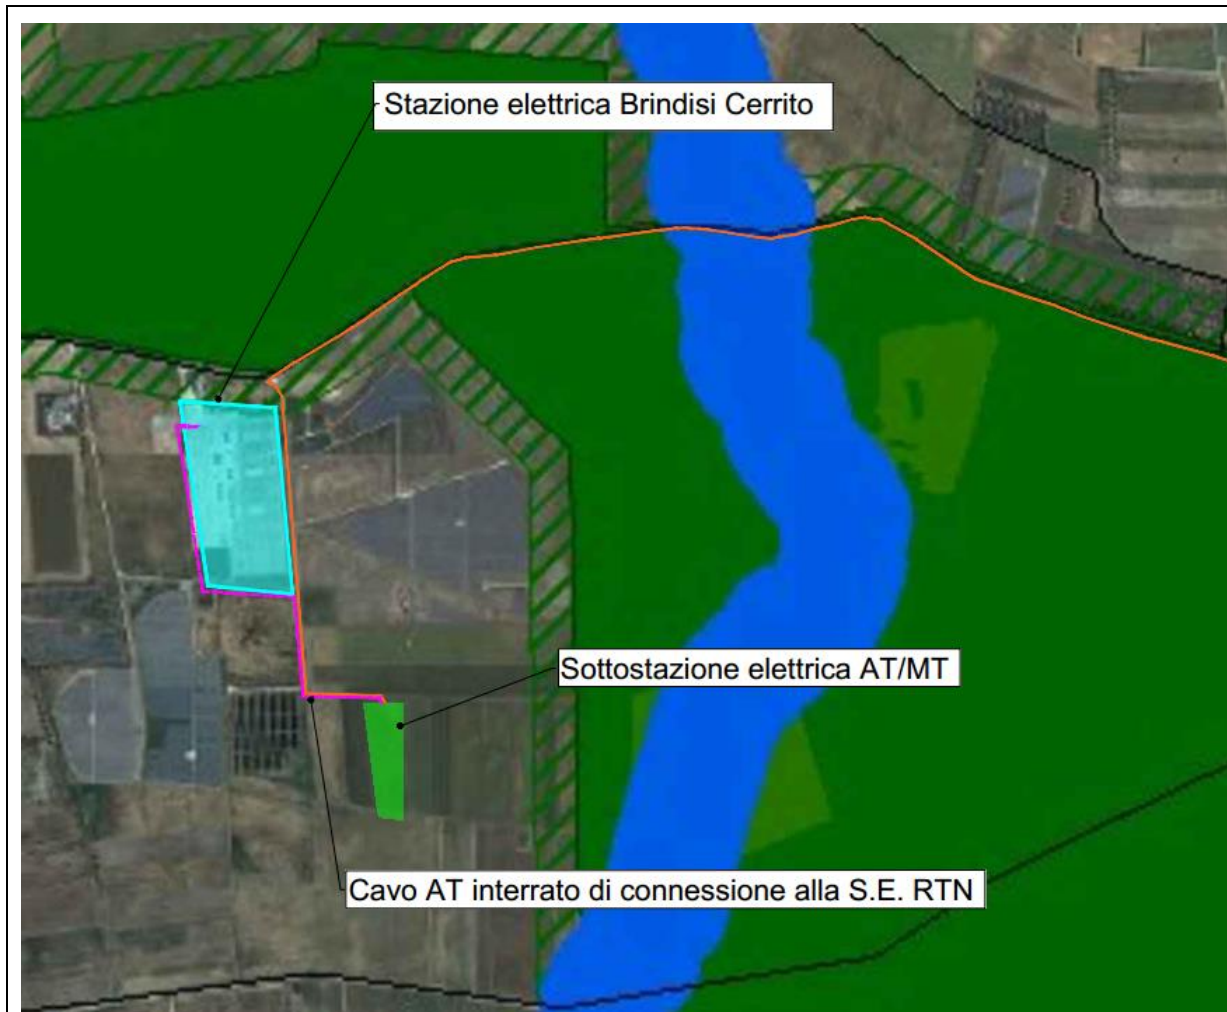 Stazione elettrica Brindisi Cerrito
Sottostazione elettrica AT/MT
Cavo AT interrato di connessione alla S.E. RTN